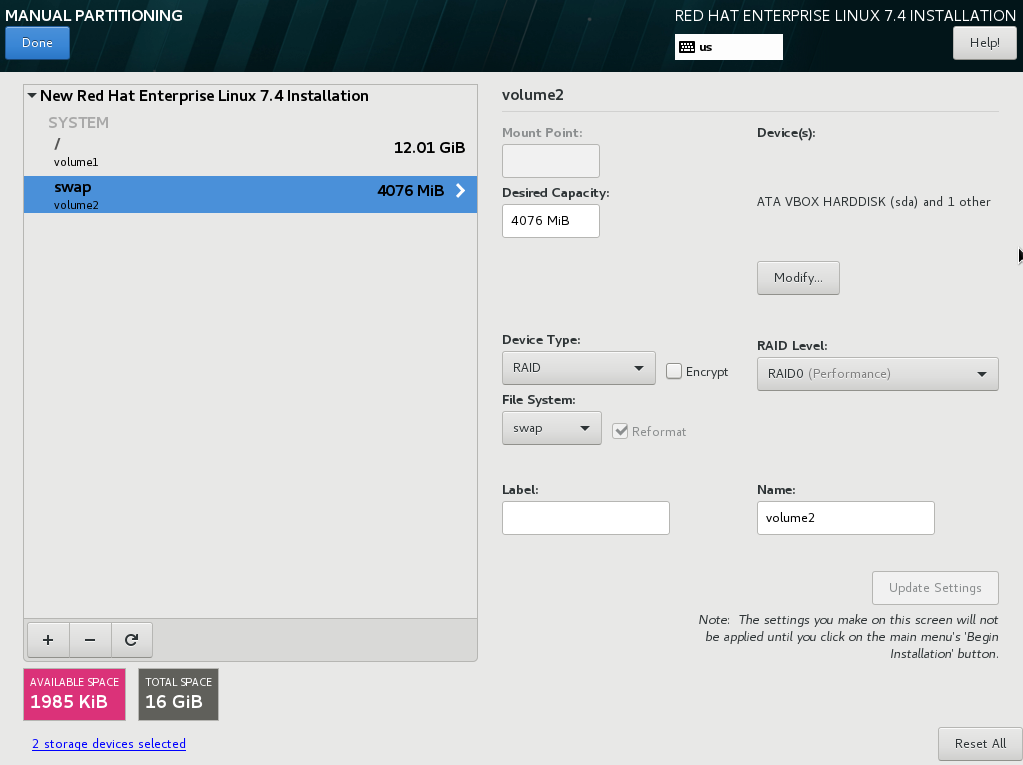 MANUAL PARTITIONING
RED HAT ENTERPRISE LINUX 7.4 INSTALLATION
Done
us
Help!
New Red Hat Enterprise Linux 7.4 Installation
SYSTEM
/
12.01 GiB
volume1
swap
4076 MiB
volume2
volume2
Mount Point:
Device(s):
Desired Capacity:
4076 MiB
ATA VBOX HARDDISK (sda) and 1 other
Modify...
Device Type:
RAID Level:
RAID
Encrypt
RAID0 (Performance)
File System:
swap
Reformat
Label:
Name:
volume2
Update Settings
Note: The settings you make on this screen will not
be applied until you click on the main menu's 'Begin
Installation' button.
+
−
AVAILABLE SPACE
1985 KiB
TOTAL SPACE
16 GiB
2 storage devices selected
Reset All